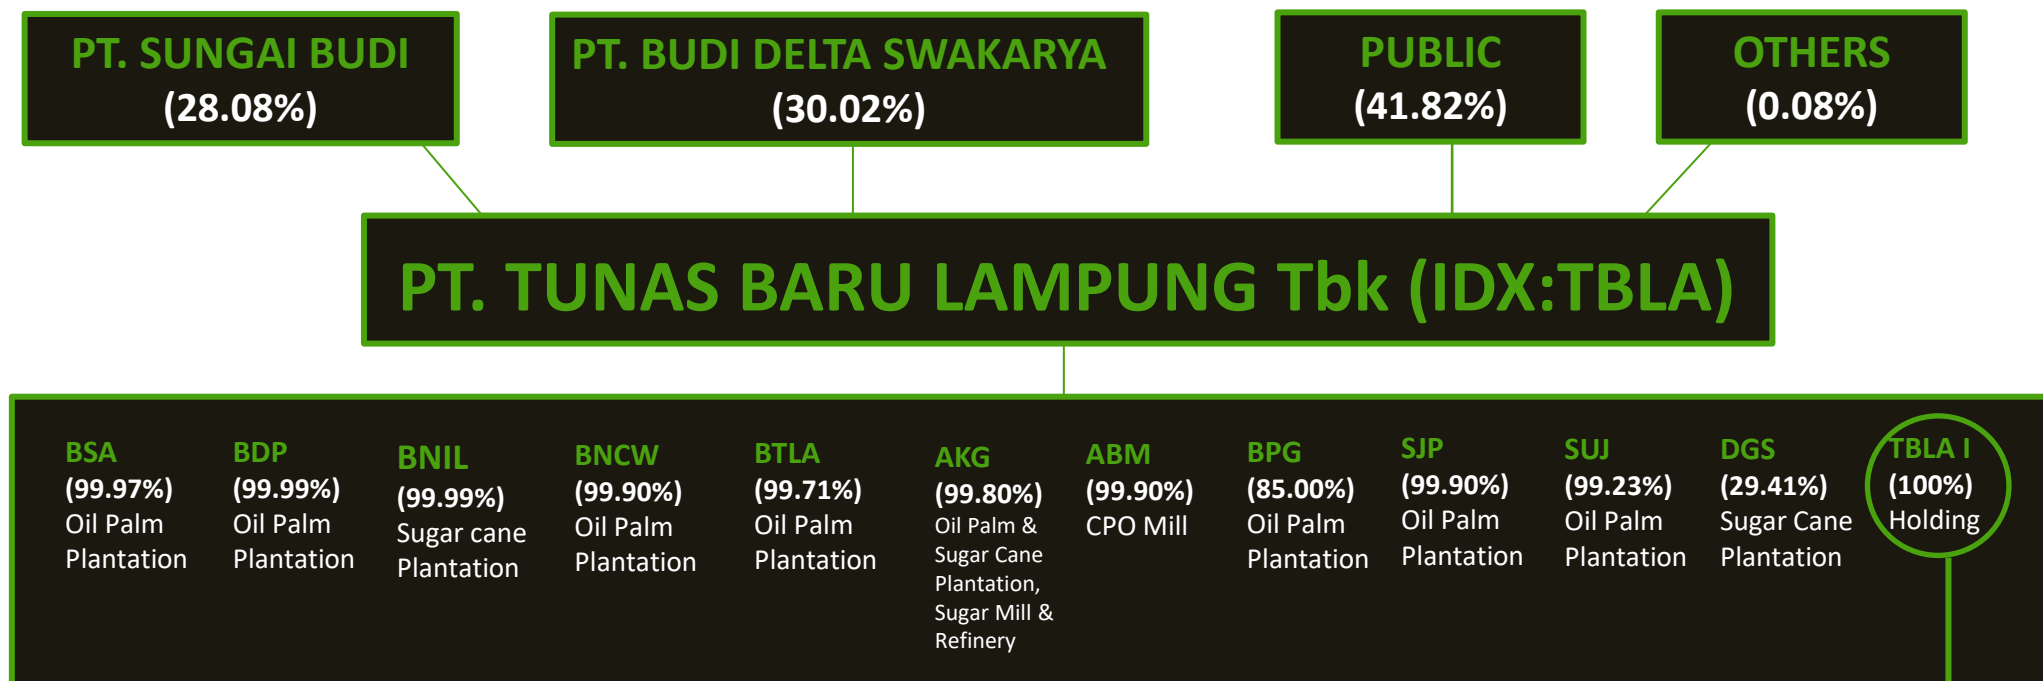 PT. SUNGAI BUDI
(28.08%)
PT. BUDI DELTA SWAKARYA
(30.02%)
PUBLIC
(41.82%)
OTHERS
(0.08%)
PT. TUNAS BARU LAMPUNG Tbk (IDX:TBLA)
BSA
(99.97%)
Oil Palm
Plantation
BDP
(99.99%)
Oil Palm
Plantation
BNIL
(99.99%)
Sugar cane
Plantation
BNCW
(99.90%)
Oil Palm
Plantation
BTLA
(99.71%)
Oil Palm
Plantation
AKG
(99.80%)
Oil Palm &
Sugar Cane
Plantation,
Sugar Mill &
Refinery
ABM
(99.90%)
CPO Mill
BPG
(85.00%)
Oil Palm
Plantation
SJP
(99.90%)
Oil Palm
Plantation
SUJ
(99.23%)
Oil Palm
Plantation
DGS
(29.41%)
Sugar Cane
Plantation
TBLA I
(100%)
Holding